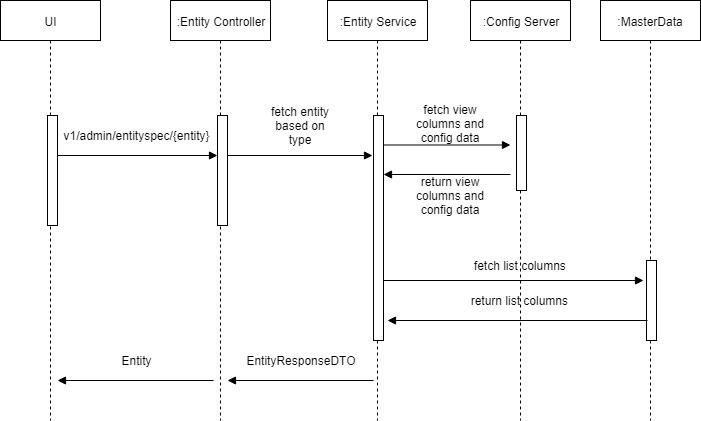 UI
:Entity Controller
:Entity Service
:Config Server
:MasterData
v1/admin/entityspec/{entity}
fetch entity
based on
type
fetch view
columns and
config data
return view
columns and
config data
fetch list columns
return list columns
Entity
EntityResponseDTO